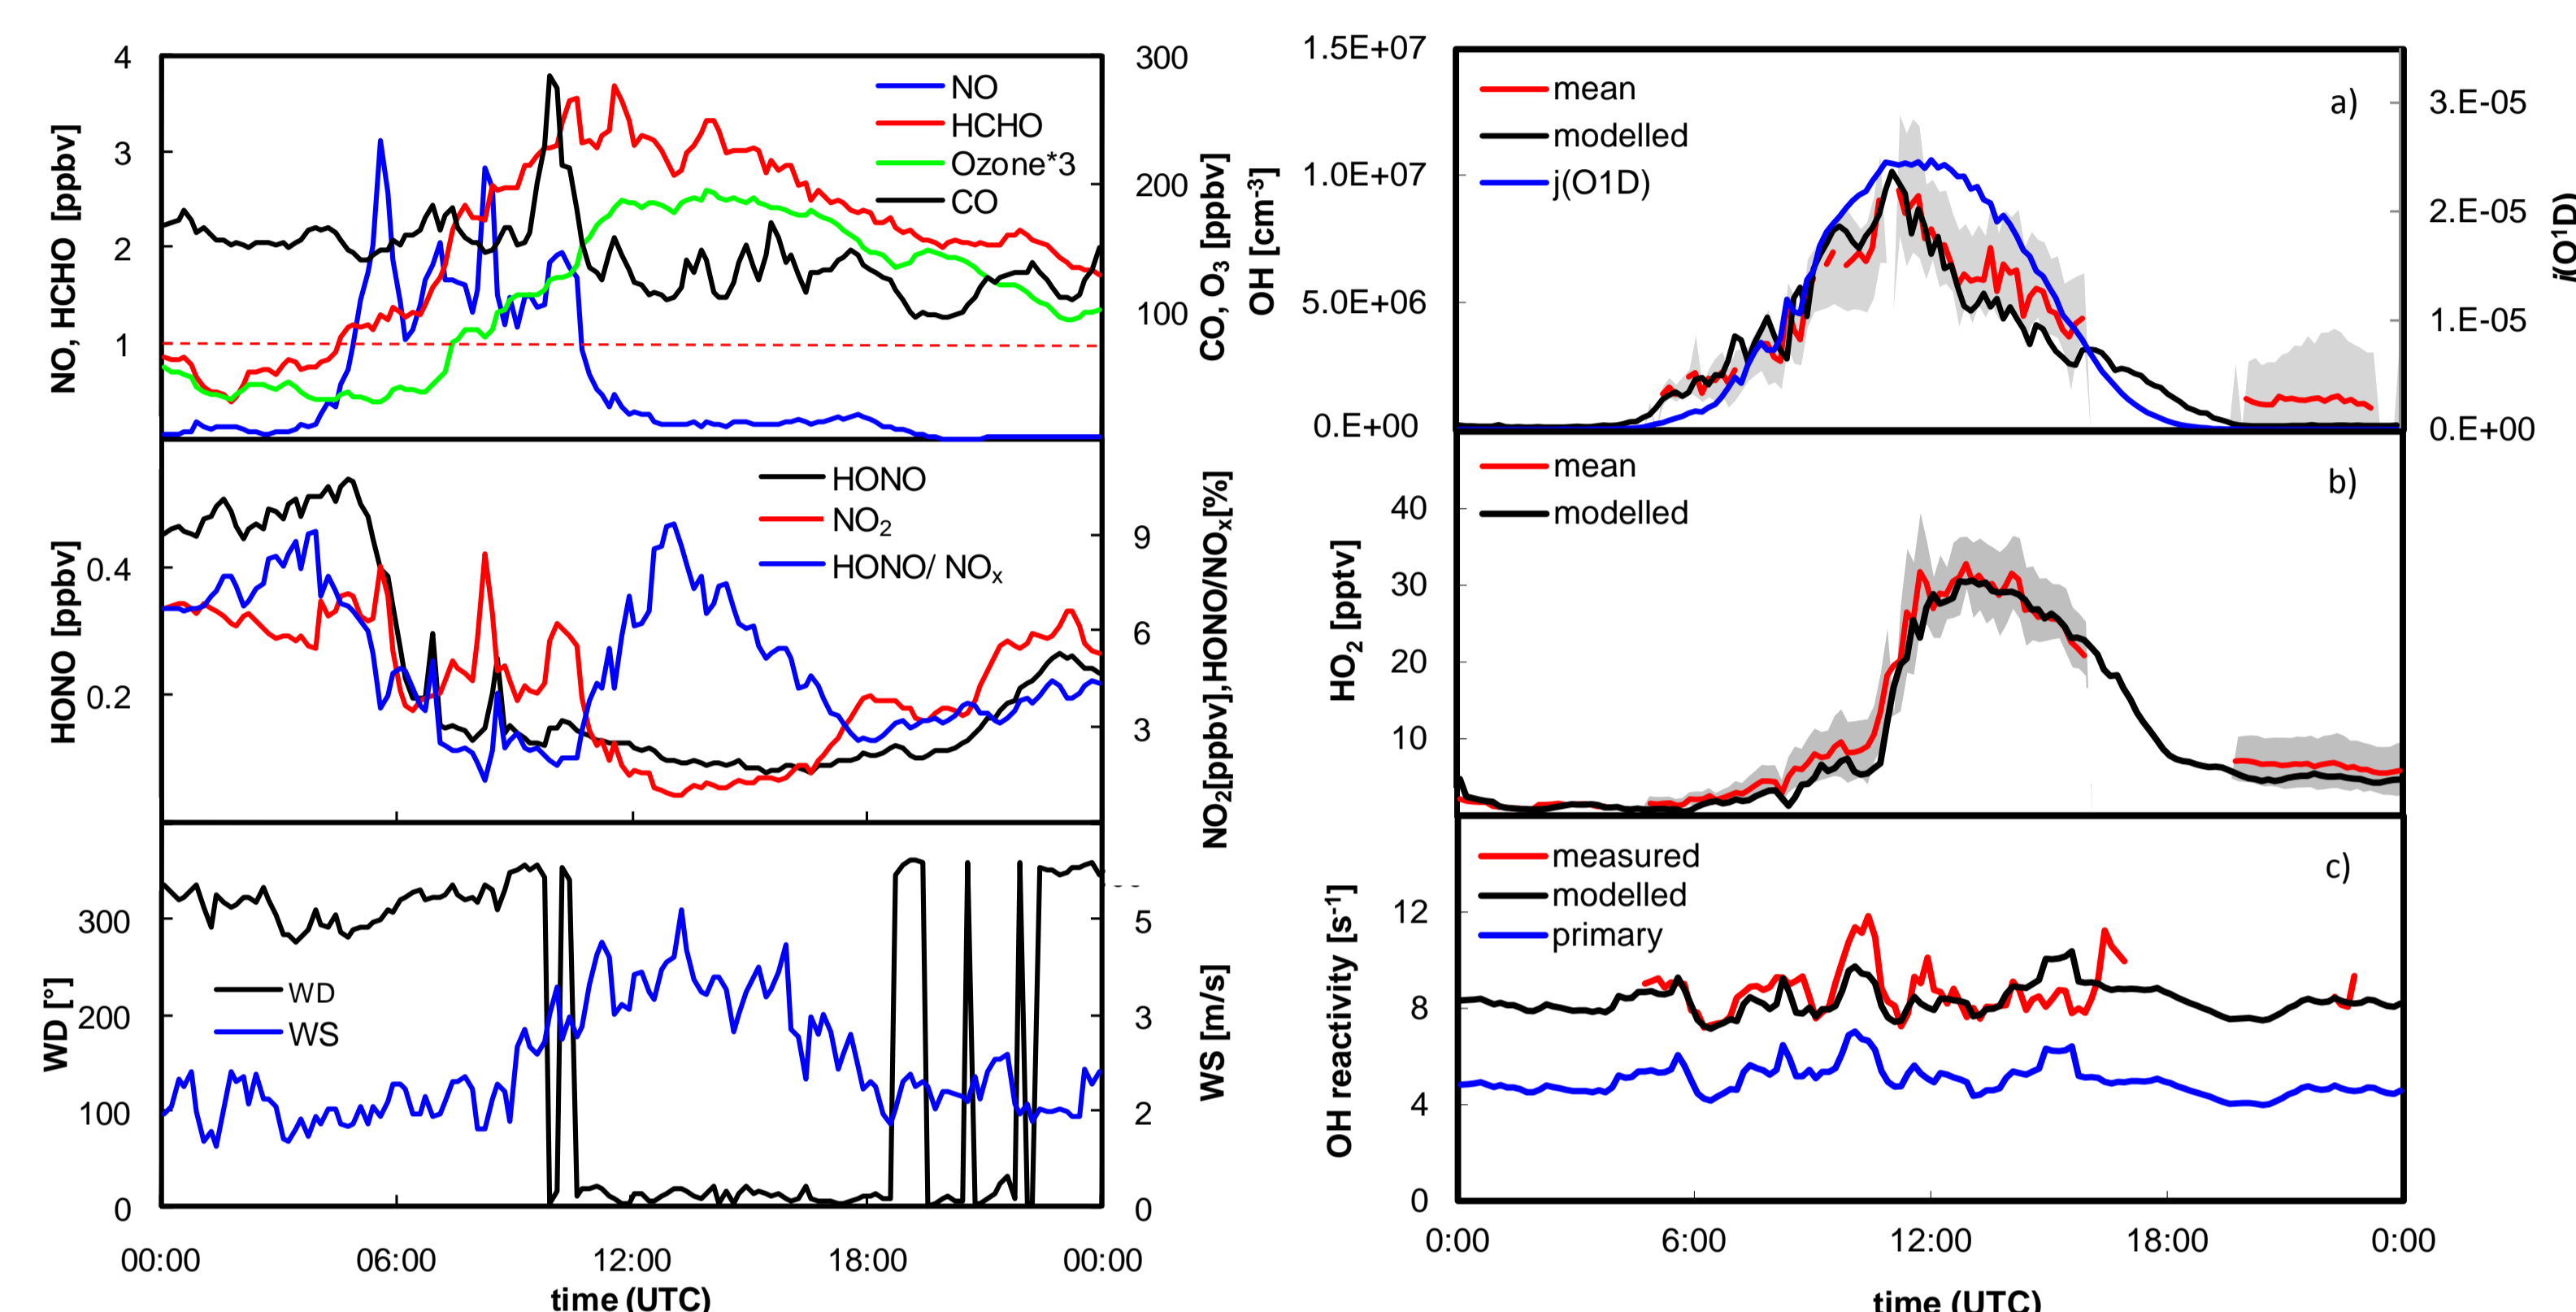 4
3
2
1
NO, HCHO [ppbv]
NO
HCHO
Ozone*3
CO
300
200
100
CO, O3 [ppbv]
0.4
0.2
HONO [ppbv]
HONO
NO2
HONO/ NOx
9
6
3
NO2[ppbv],HONO/NOx[%]
300
200
100
0
WD [°]
WD
WS
5
3
2
0
WS [m/s]
00:00 06:00 12:00 18:00 00:00
time (UTC)
1.5E+07
1.0E+07
5.0E+06
0.E+00
OH [cm-3]
mean
modelled
j(O1D)
a)
3.E-05
2.E-05
1.E-05
0.E+00
j(O1D)
40
30
20
10
HO2 [pptv]
mean
modelled
b)
12
8
4
0
OH reactivity [s-1]
measured
modelled
primary
c)
0:00 6:00 12:00 18:00 0:00
time (UTC)